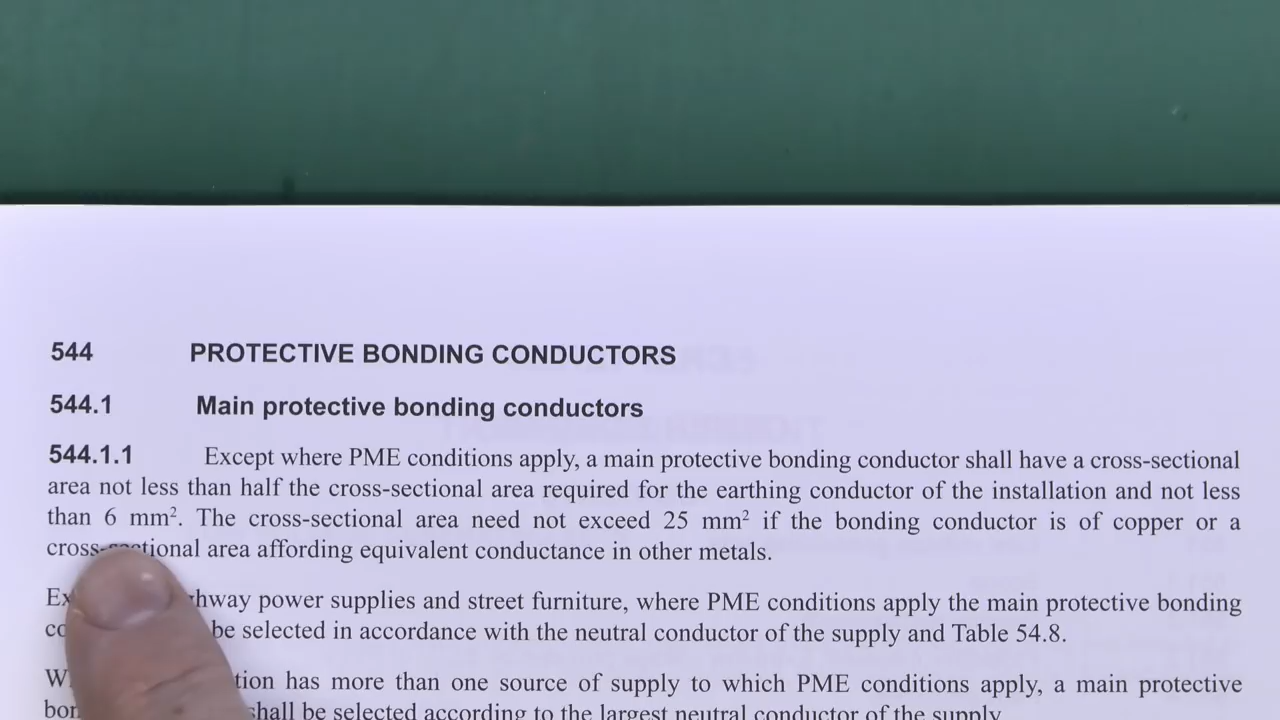 544 PROTECTIVE BONDING CONDUCTORS
544.1 Main protective bonding conductors
544.1.1 Except where PME conditions apply, a main protective bonding conductor shall have a cross-sectional
area not less than half the cross-sectional area required for the earthing conductor of the installation and not less
than 6 mm². The cross-sectional area need not exceed 25 mm² if the bonding conductor is of copper or a
cross-sectional area affording equivalent conductance in other metals.
power supplies and street furniture, where PME conditions apply the main protective bonding
be selected in accordance with the neutral conductor of the supply and Table 54.8.
has more than one source of supply to which PME conditions apply, a main protective
shall be selected according to the largest neutral conductor of the supply.